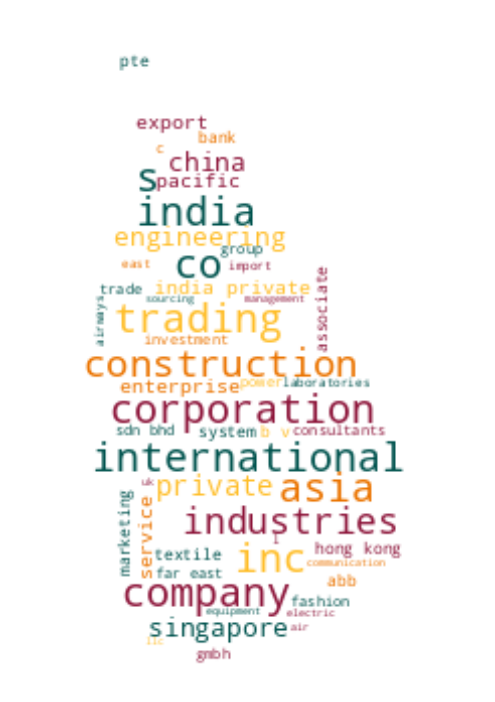 pte
export
bank
c
china
s
pacific
india
engineering
group
co
east
import
associate
trade
india private
sourcing
management
airways
trading
investment
construction
enterprise
power
laboratories
corporation
sdn bhd
system
b v
consultants
international
uk
private
asia
marketing
service
industries
l
textile
inc
hong kong
communication
far east
abb
company
fashion
equipment
electric
singapore
air
llc
gmbh